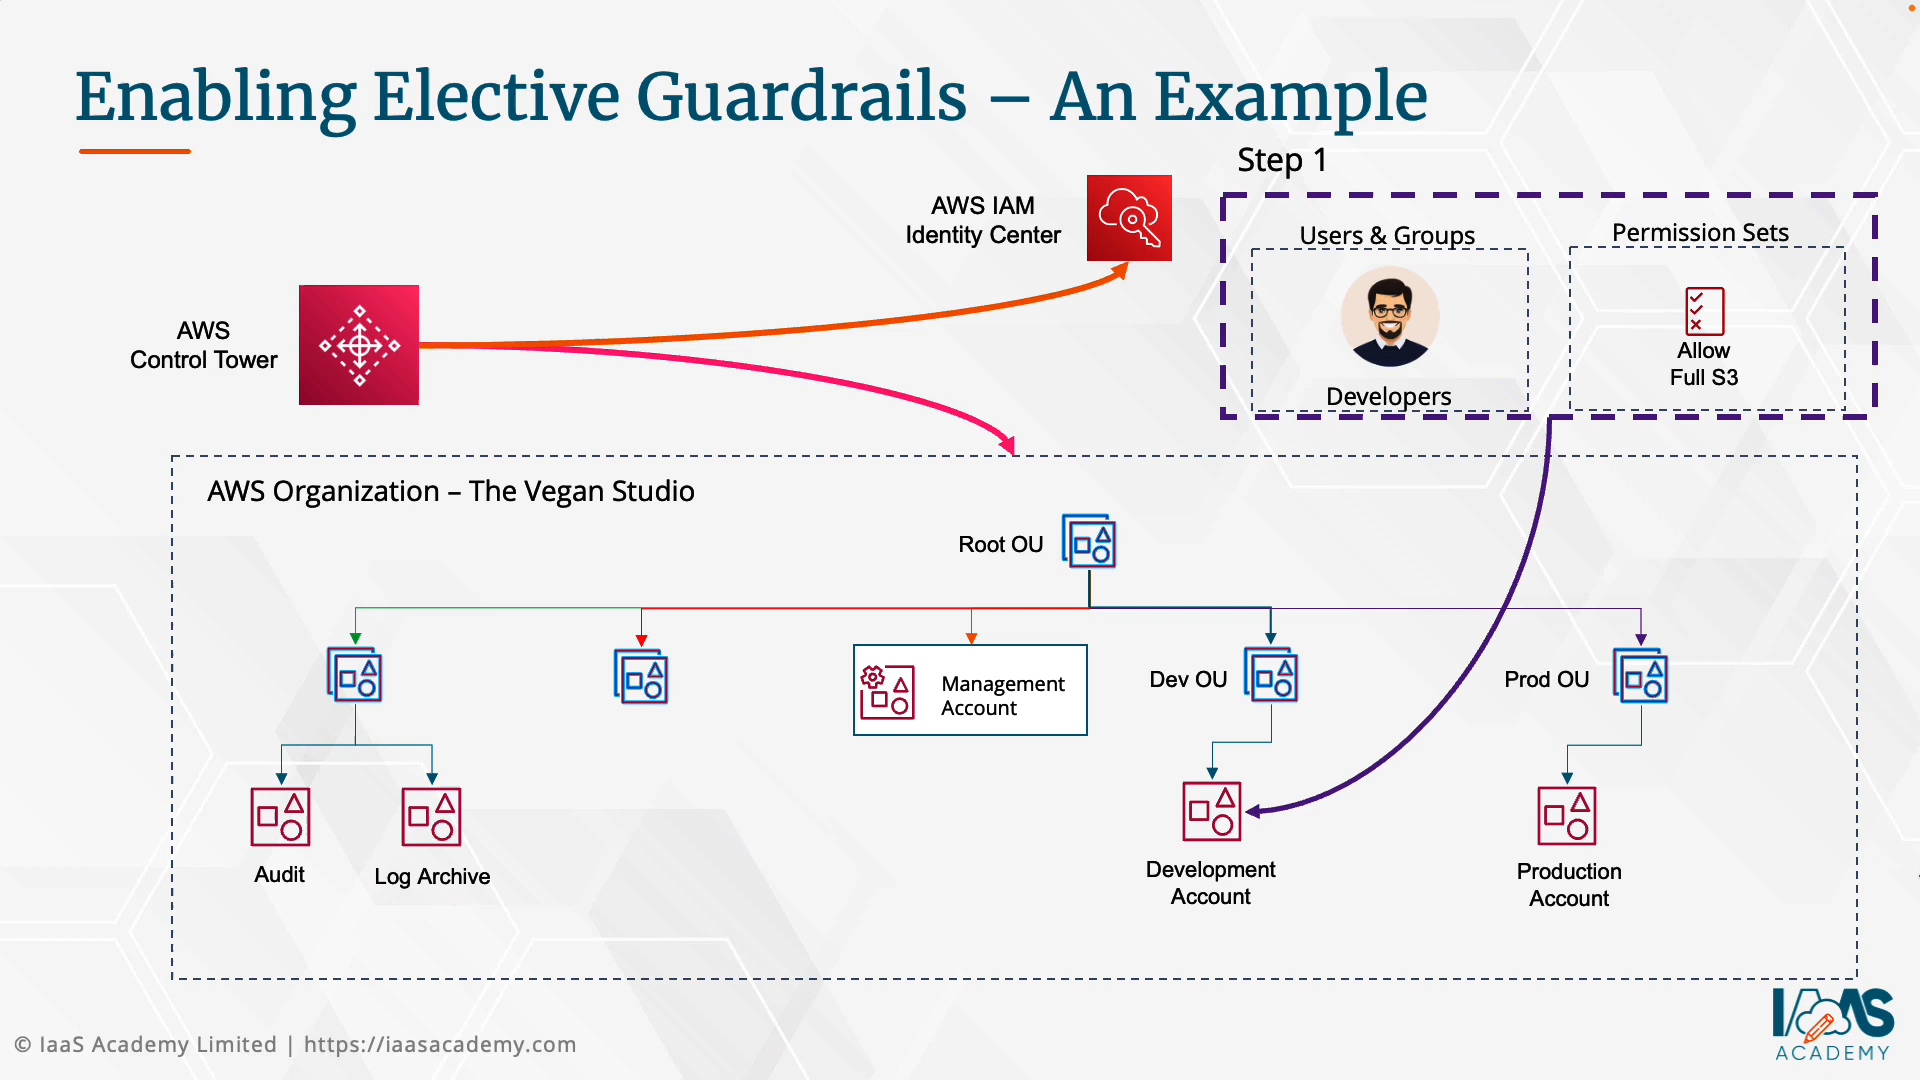 Enabling Elective Guardrails – An Example
Step 1
AWS IAM
Identity Center
Users & Groups
Permission Sets
AWS
Control Tower
Allow
Full S3
Developers
AWS Organization – The Vegan Studio
Root OU
Management
Account
Dev OU
Prod OU
Audit
Log Archive
Development
Account
Production
Account
IAAS
ACADEMY
© IaaS Academy Limited | https://iaasacademy.com